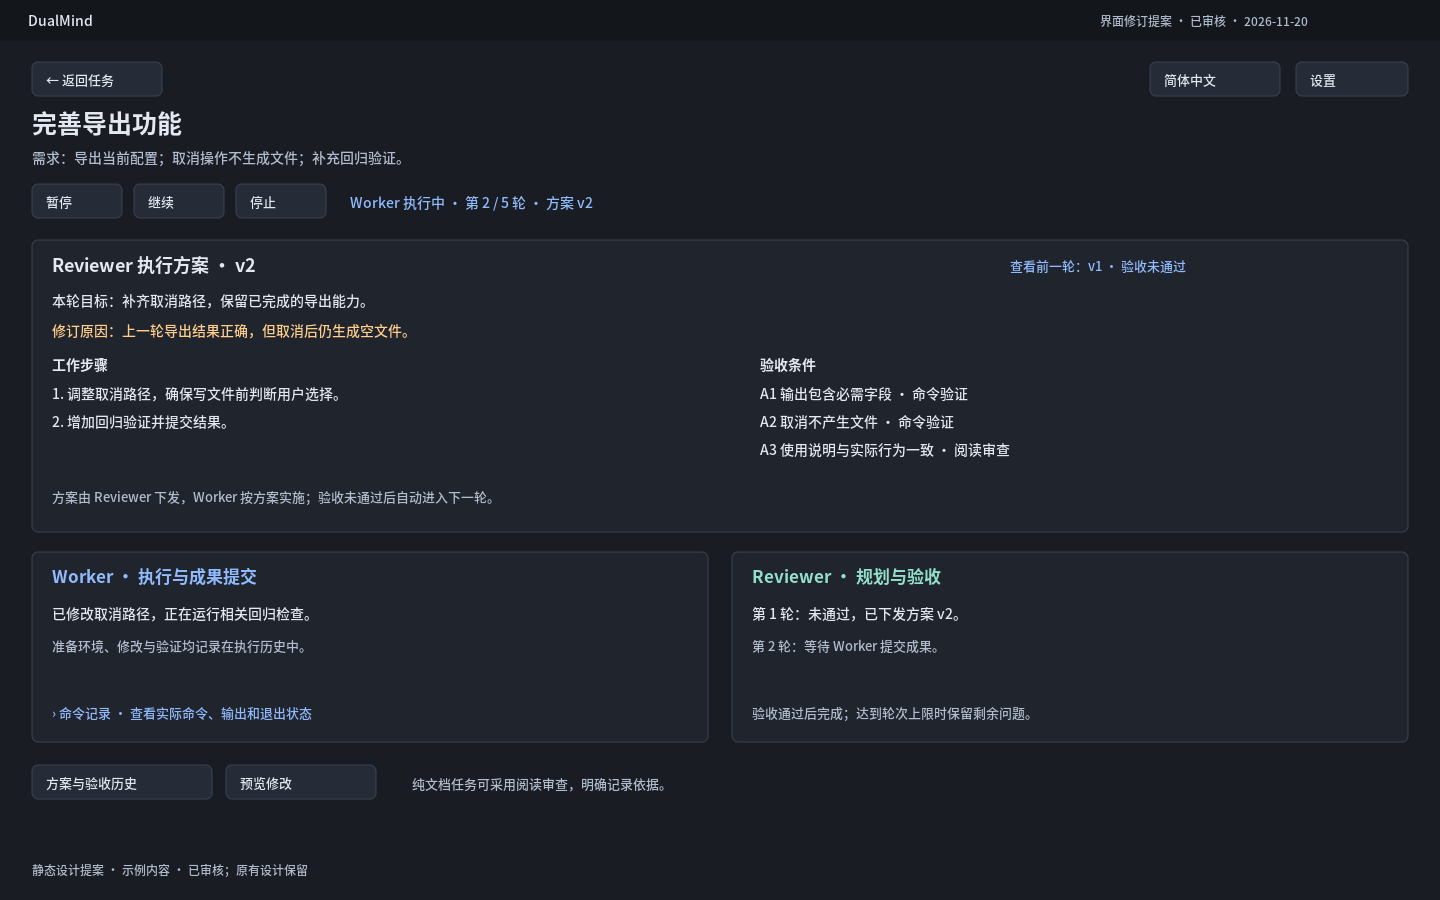 DualMind
界面修订提案 · 已审核 · 2026-11-20
← 返回任务
简体中文
设置
完善导出功能
需求：导出当前配置；取消操作不生成文件；补充回归验证。
暂停
继续
停止
Worker 执行中 · 第 2 / 5 轮 · 方案 v2
Reviewer 执行方案 · v2
查看前一轮：v1 · 验收未通过
本轮目标：补齐取消路径，保留已完成的导出能力。
修订原因：上一轮导出结果正确，但取消后仍生成空文件。
工作步骤
1. 调整取消路径，确保写文件前判断用户选择。
2. 增加回归验证并提交结果。
验收条件
A1 输出包含必需字段 · 命令验证
A2 取消不产生文件 · 命令验证
A3 使用说明与实际行为一致 · 阅读审查
方案由 Reviewer 下发，Worker 按方案实施；验收未通过后自动进入下一轮。
Worker · 执行与成果提交
已修改取消路径，正在运行相关回归检查。
准备环境、修改与验证均记录在执行历史中。
› 命令记录 · 查看实际命令、输出和退出状态
Reviewer · 规划与验收
第 1 轮：未通过，已下发方案 v2。
第 2 轮：等待 Worker 提交成果。
验收通过后完成；达到轮次上限时保留剩余问题。
方案与验收历史
预览修改
纯文档任务可采用阅读审查，明确记录依据。
静态设计提案 · 示例内容 · 已审核；原有设计保留